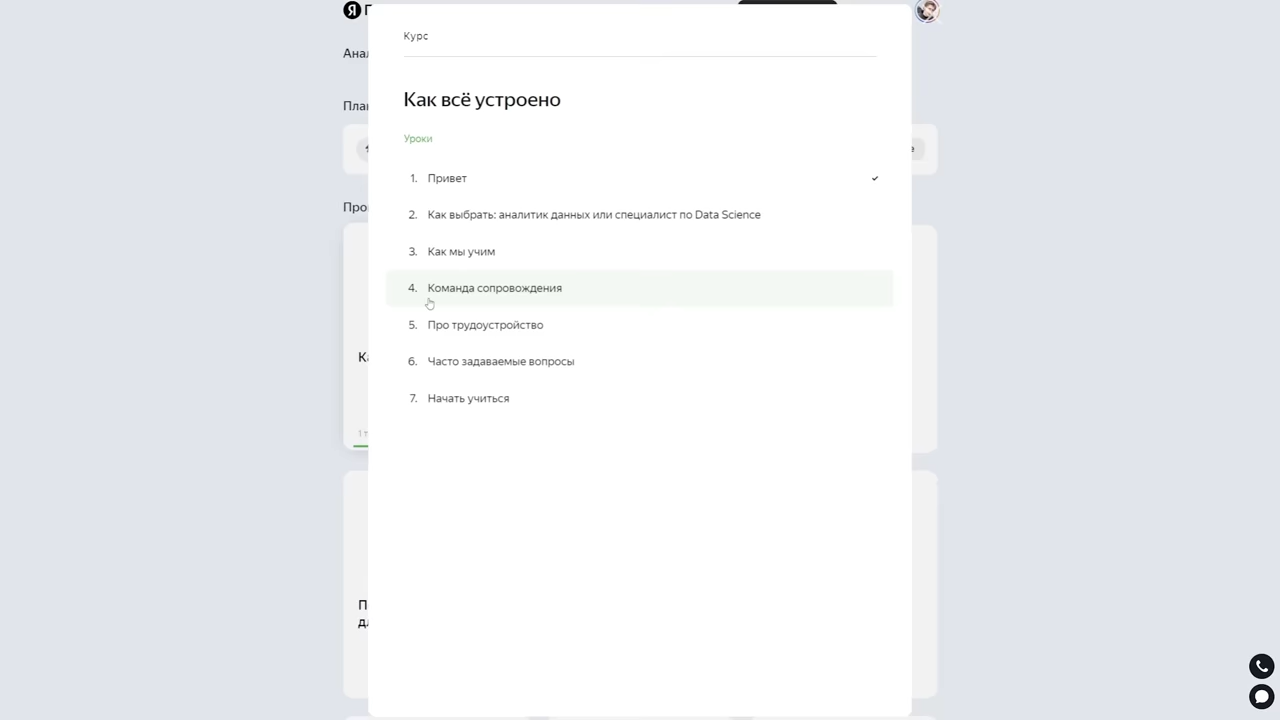 Я
Курс
Как всё устроено
Уроки
1. Привет
2. Как выбрать: аналитик данных или специалист по Data Science
3. Как мы учим
4. Команда сопровождения
5. Про трудоустройство
6. Часто задаваемые вопросы
7. Начать учиться